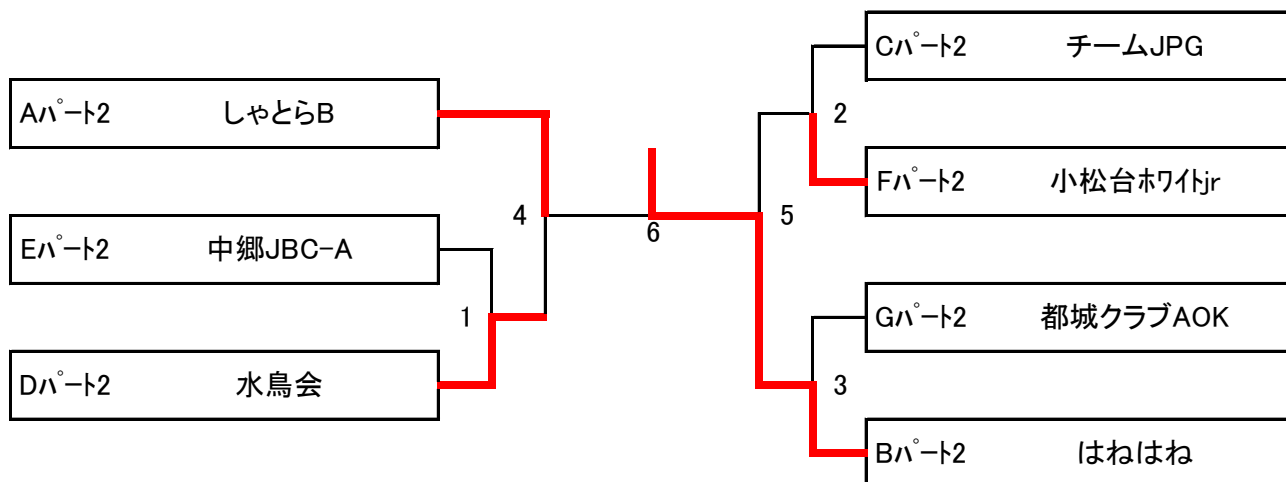 Cパート2 チームJPG
Aパート2 しゃとらB
2
Fパート2 小松台ホワイトjr
4
5
6
Eパート2 中郷JBC-A
1
Gパート2 都城クラブAOK
Dパート2 水鳥会
3
Bパート2 はねはね